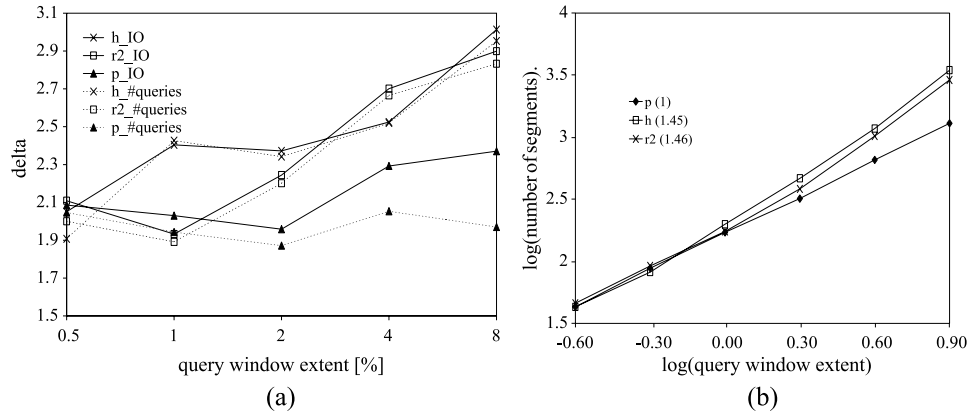 3.1
2.9
2.7
2.5
2.3
2.1
1.9
1.7
1.5
delta
h_IO
r2_IO
p_IO
h_#queries
r2_#queries
p_#queries
0.5 1 2 4 8
query window extent [%]
(a)
4
3.5
3
2.5
2
1.5
log(number of segments).
p (1)
h (1.45)
r2 (1.46)
-0.60 -0.30 0.00 0.30 0.60 0.90
log(query window extent)
(b)